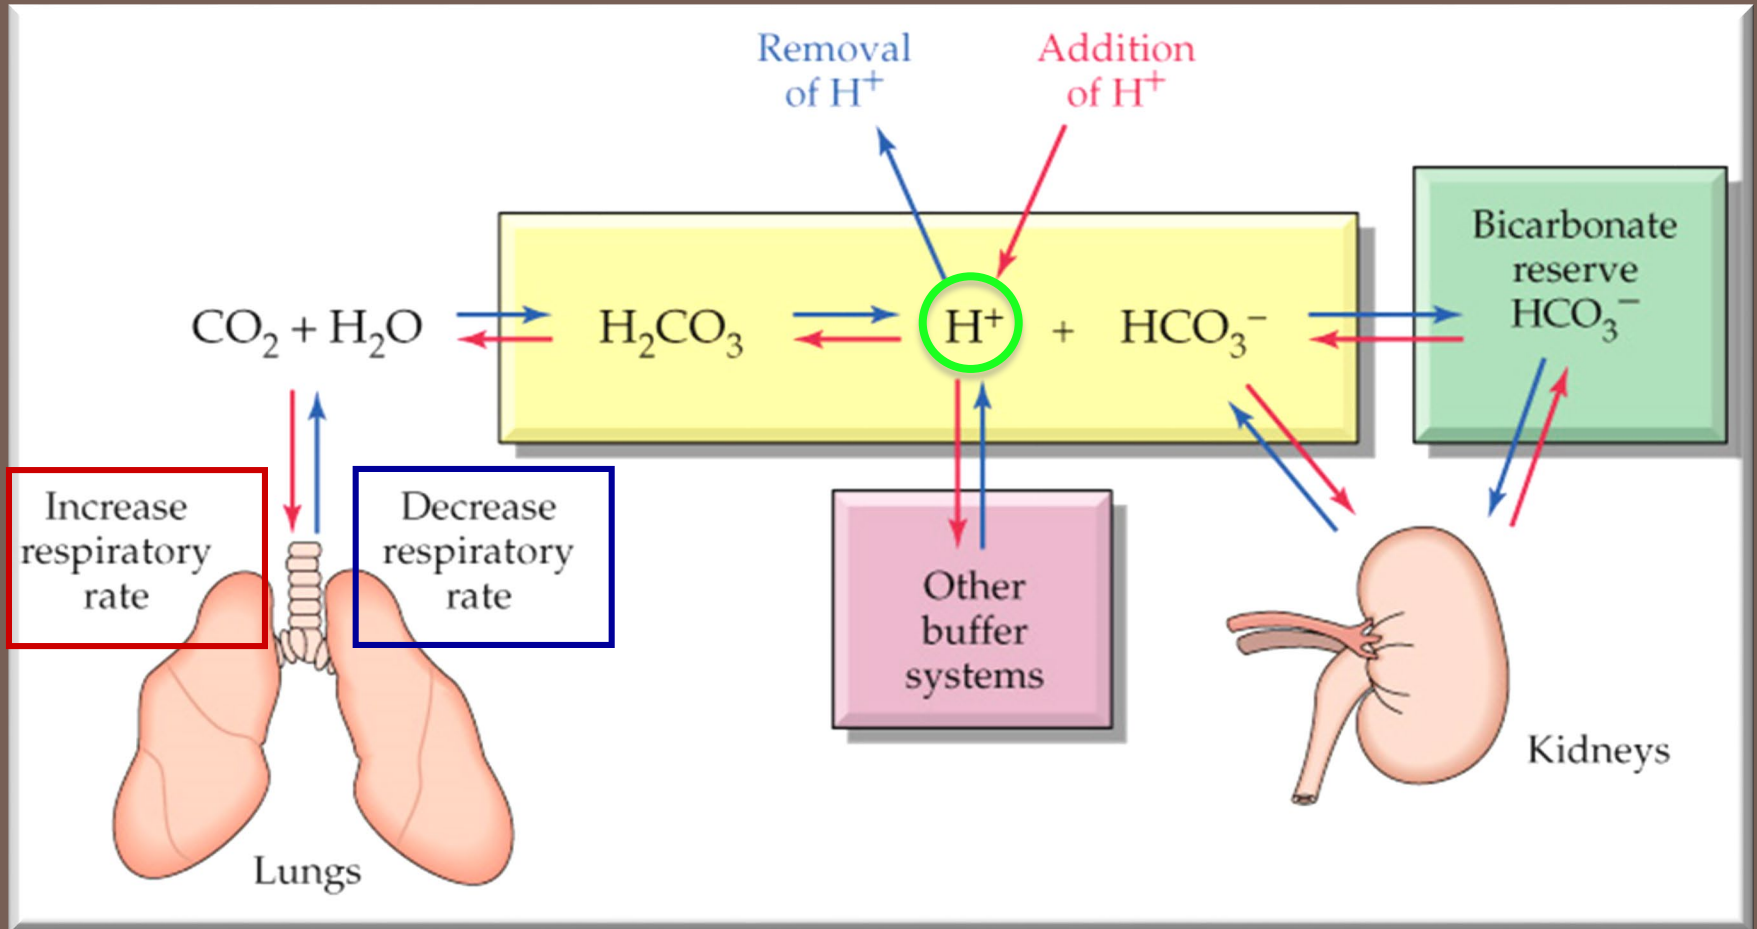 Removal
of H⁺
Addition
of H⁺
CO₂ + H₂O
H₂CO₃
H⁺ + HCO₃⁻
Bicarbonate
reserve
HCO₃⁻
Increase
respiratory
rate
Decrease
respiratory
rate
Other
buffer
systems
Kidneys
Lungs